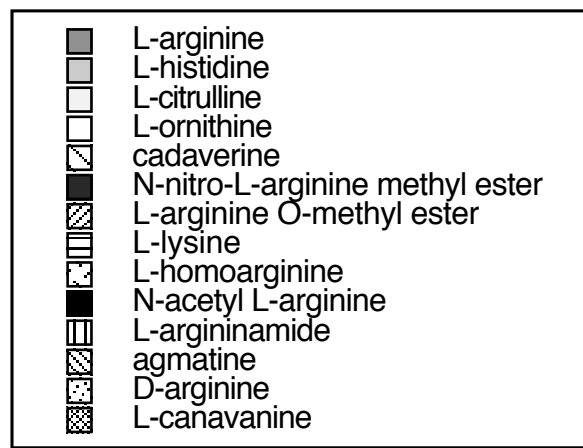 L-arginine
L-histidine
L-citrulline
L-ornithine
cadaverine
N-nitro-L-arginine methyl ester
L-arginine O-methyl ester
L-lysine
L-homoarginine
N-acetyl L-arginine
L-argininamide
agmatine
D-arginine
L-canavanine